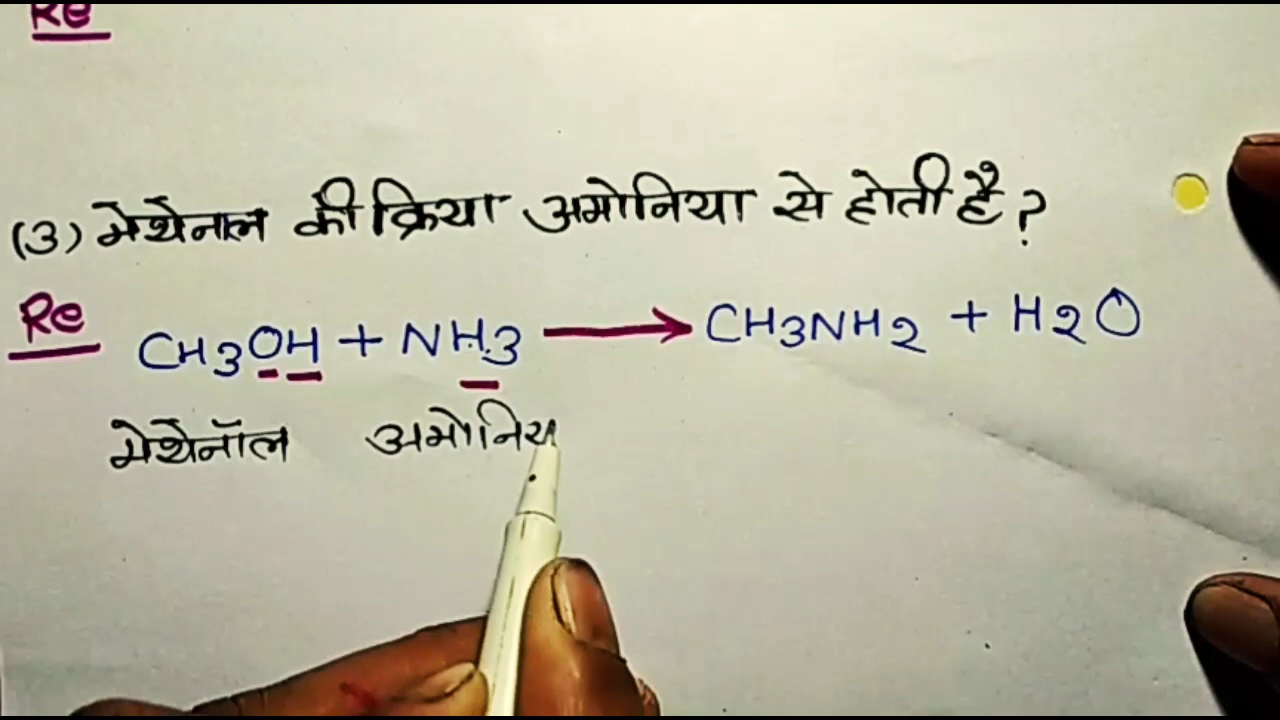 Re
(3) मेथेनाल की क्रिया अमोनिया से होती है ?
Re CH3OH + NH3 → CH3NH2 + H2O
मेथेनॉल अमोनिय